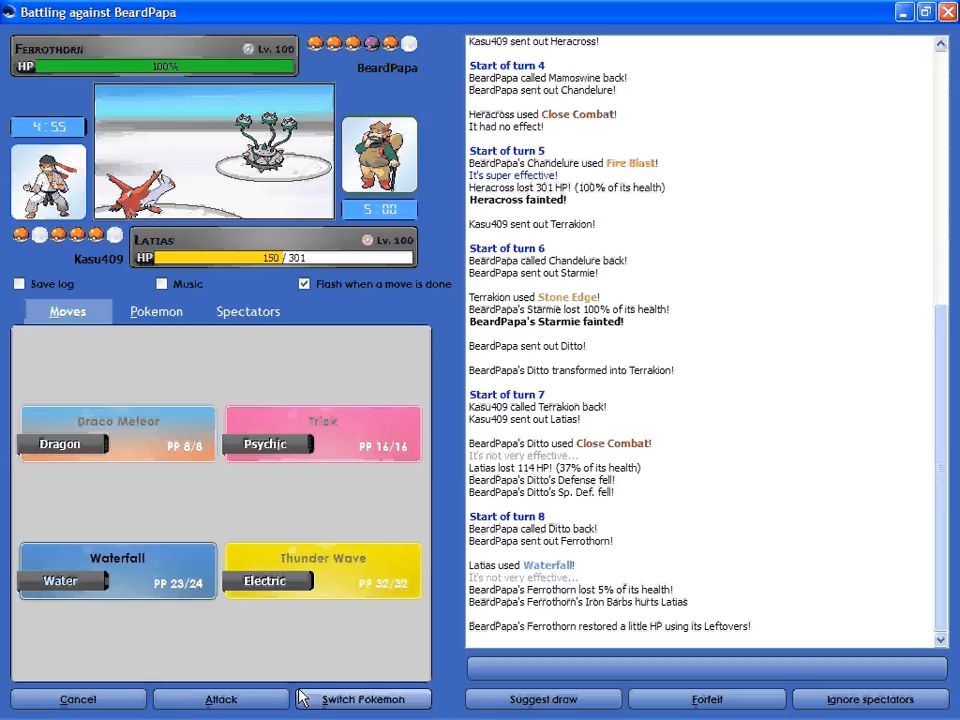 Battling against BeardPapa
Ferrothorn Lv. 100
HP 100%
BeardPapa
4:55
5:00
Latias Lv. 100
HP 150 / 301
Kasu409
Save log
Music
Flash when a move is done
Moves
Pokemon
Spectators
Draco Meteor
Dragon PP 8/8
Trick
Psychic PP 16/16
Waterfall
Water PP 23/24
Thunder Wave
Electric PP 32/32
Cancel
Attack
Switch Pokemon
Kasu409 sent out Heracross!
Start of turn 4
BeardPapa called Mamoswine back!
BeardPapa sent out Chandelure!
Heracross used Close Combat!
It had no effect!
Start of turn 5
BeardPapa's Chandelure used Fire Blast!
It's super effective!
Heracross lost 301 HP! (100% of its health)
Heracross fainted!
Kasu409 sent out Terrakion!
Start of turn 6
BeardPapa called Chandelure back!
BeardPapa sent out Starmie!
Terrakion used Stone Edge!
BeardPapa's Starmie lost 100% of its health!
BeardPapa's Starmie fainted!
BeardPapa sent out Ditto!
BeardPapa's Ditto transformed into Terrakion!
Start of turn 7
Kasu409 called Terrakion back!
Kasu409 sent out Latias!
BeardPapa's Ditto used Close Combat!
It's not very effective...
Latias lost 114 HP! (37% of its health)
BeardPapa's Ditto's Defense fell!
BeardPapa's Ditto's Sp. Def. fell!
Start of turn 8
BeardPapa called Ditto back!
BeardPapa sent out Ferrothorn!
Latias used Waterfall!
It's not very effective...
BeardPapa's Ferrothorn lost 5% of its health!
BeardPapa's Ferrothorn's Iron Barbs hurts Latias
BeardPapa's Ferrothorn restored a little HP using its Leftovers!
Suggest draw
Forfeit
Ignore spectators